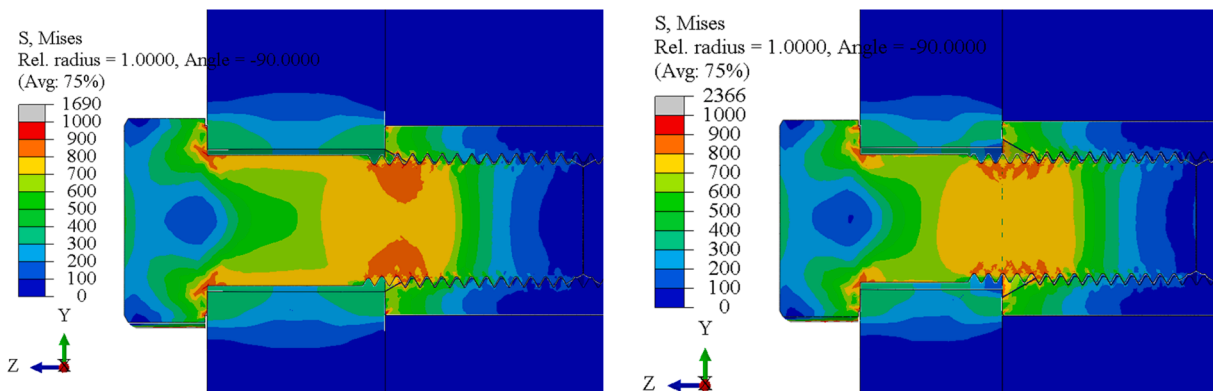 S, Mises
Rel. radius = 1.0000, Angle = -90.0000
(Avg: 75%)
1690
1000
900
800
700
600
500
400
300
200
100
0
Y
Z
X
S, Mises
Rel. radius = 1.0000, Angle = -90.0000
(Avg: 75%)
2366
1000
900
800
700
600
500
400
300
200
100
0
Y
Z
X